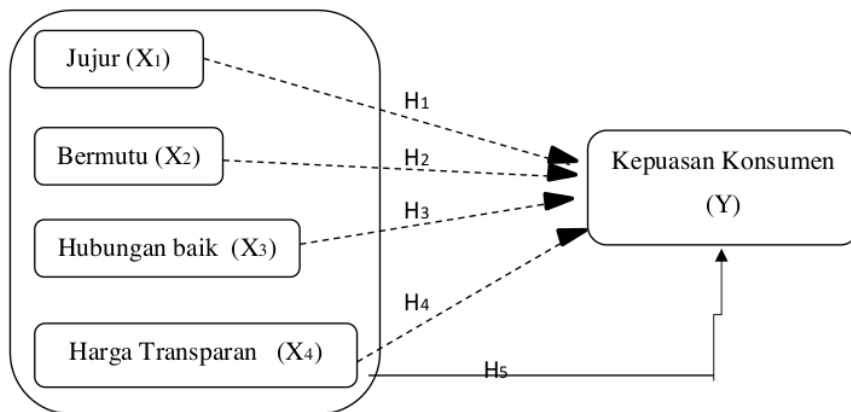 Jujur (X1)
H1
Bermutu (X2)
H2
Kepuasan Konsumen
(Y)
Hubungan baik (X3)
H3
H4
Harga Transparan (X4)
H5